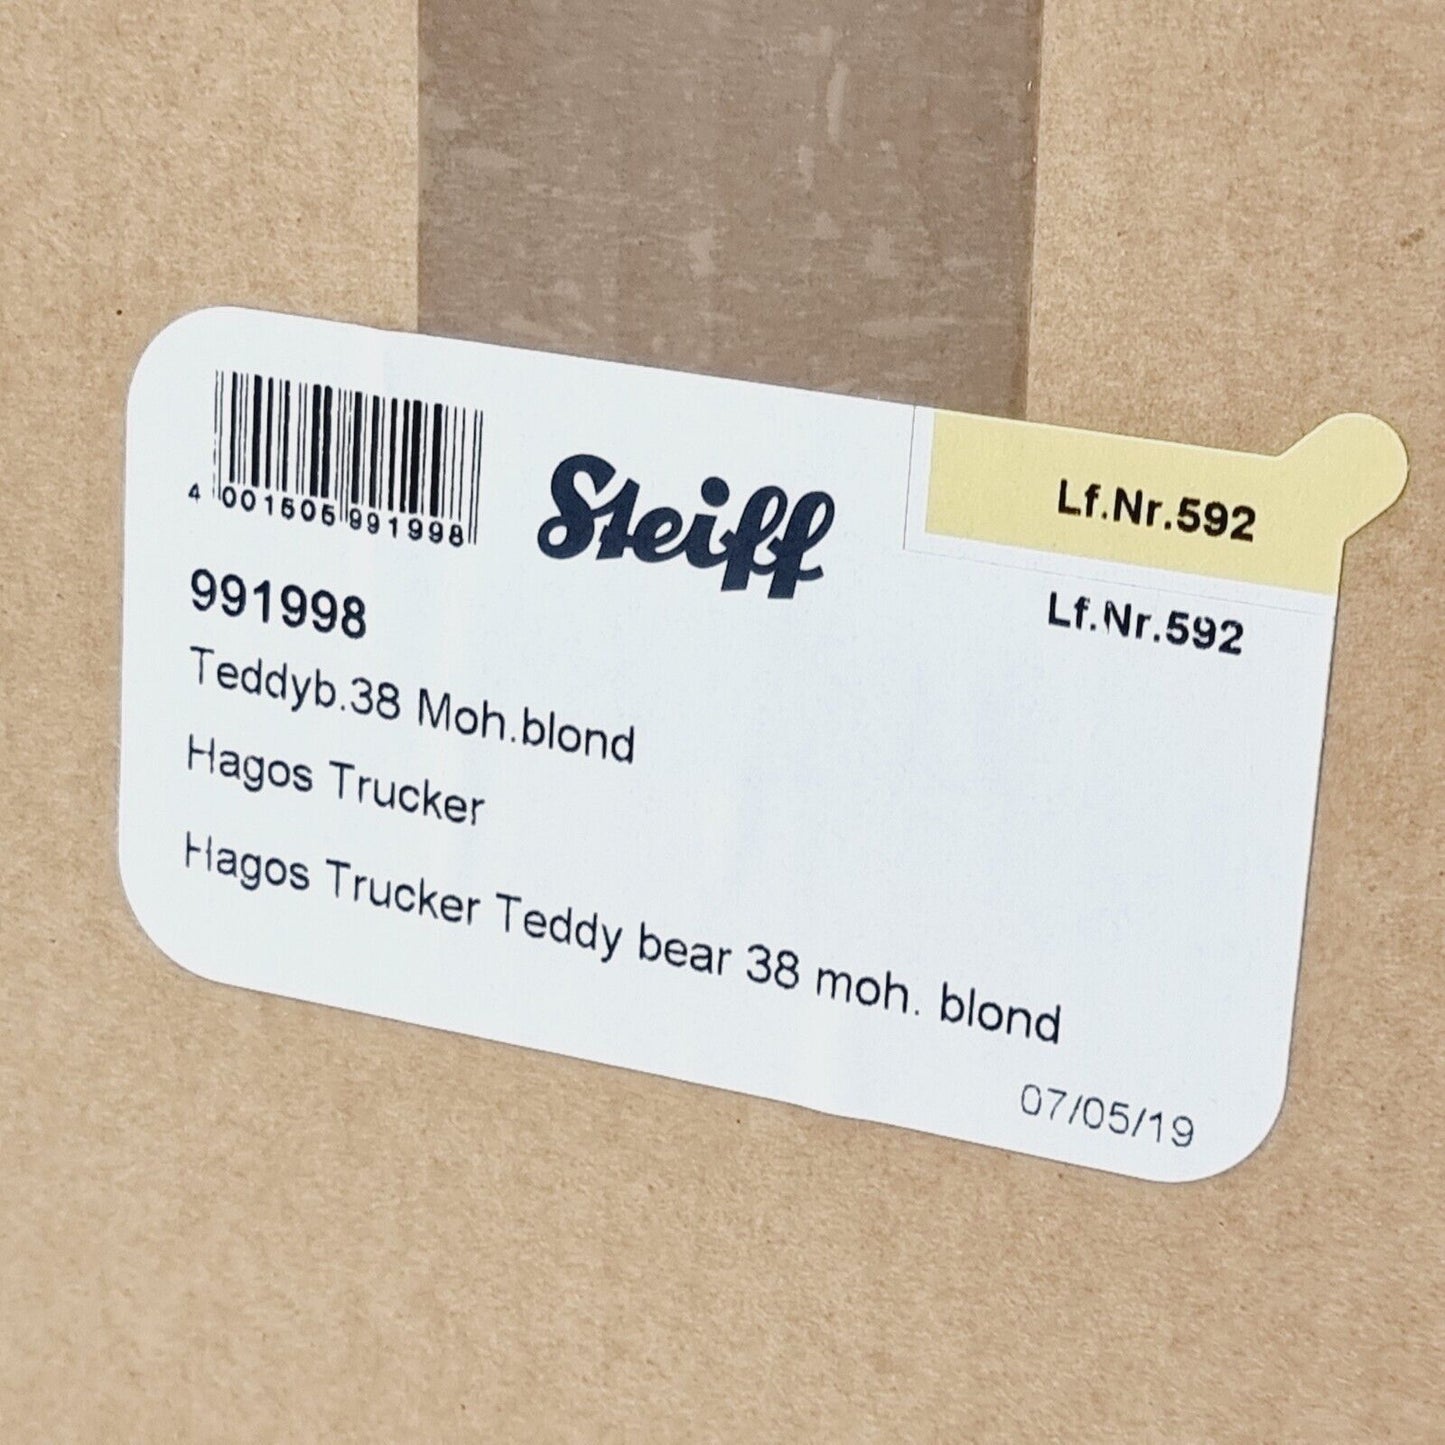 4 001505 991998
Steiff
Lf.Nr.592
Lf.Nr.592
991998
Teddyb.38 Moh.blond
Hagos Trucker
Hagos Trucker Teddy bear 38 moh. blond
07/05/19